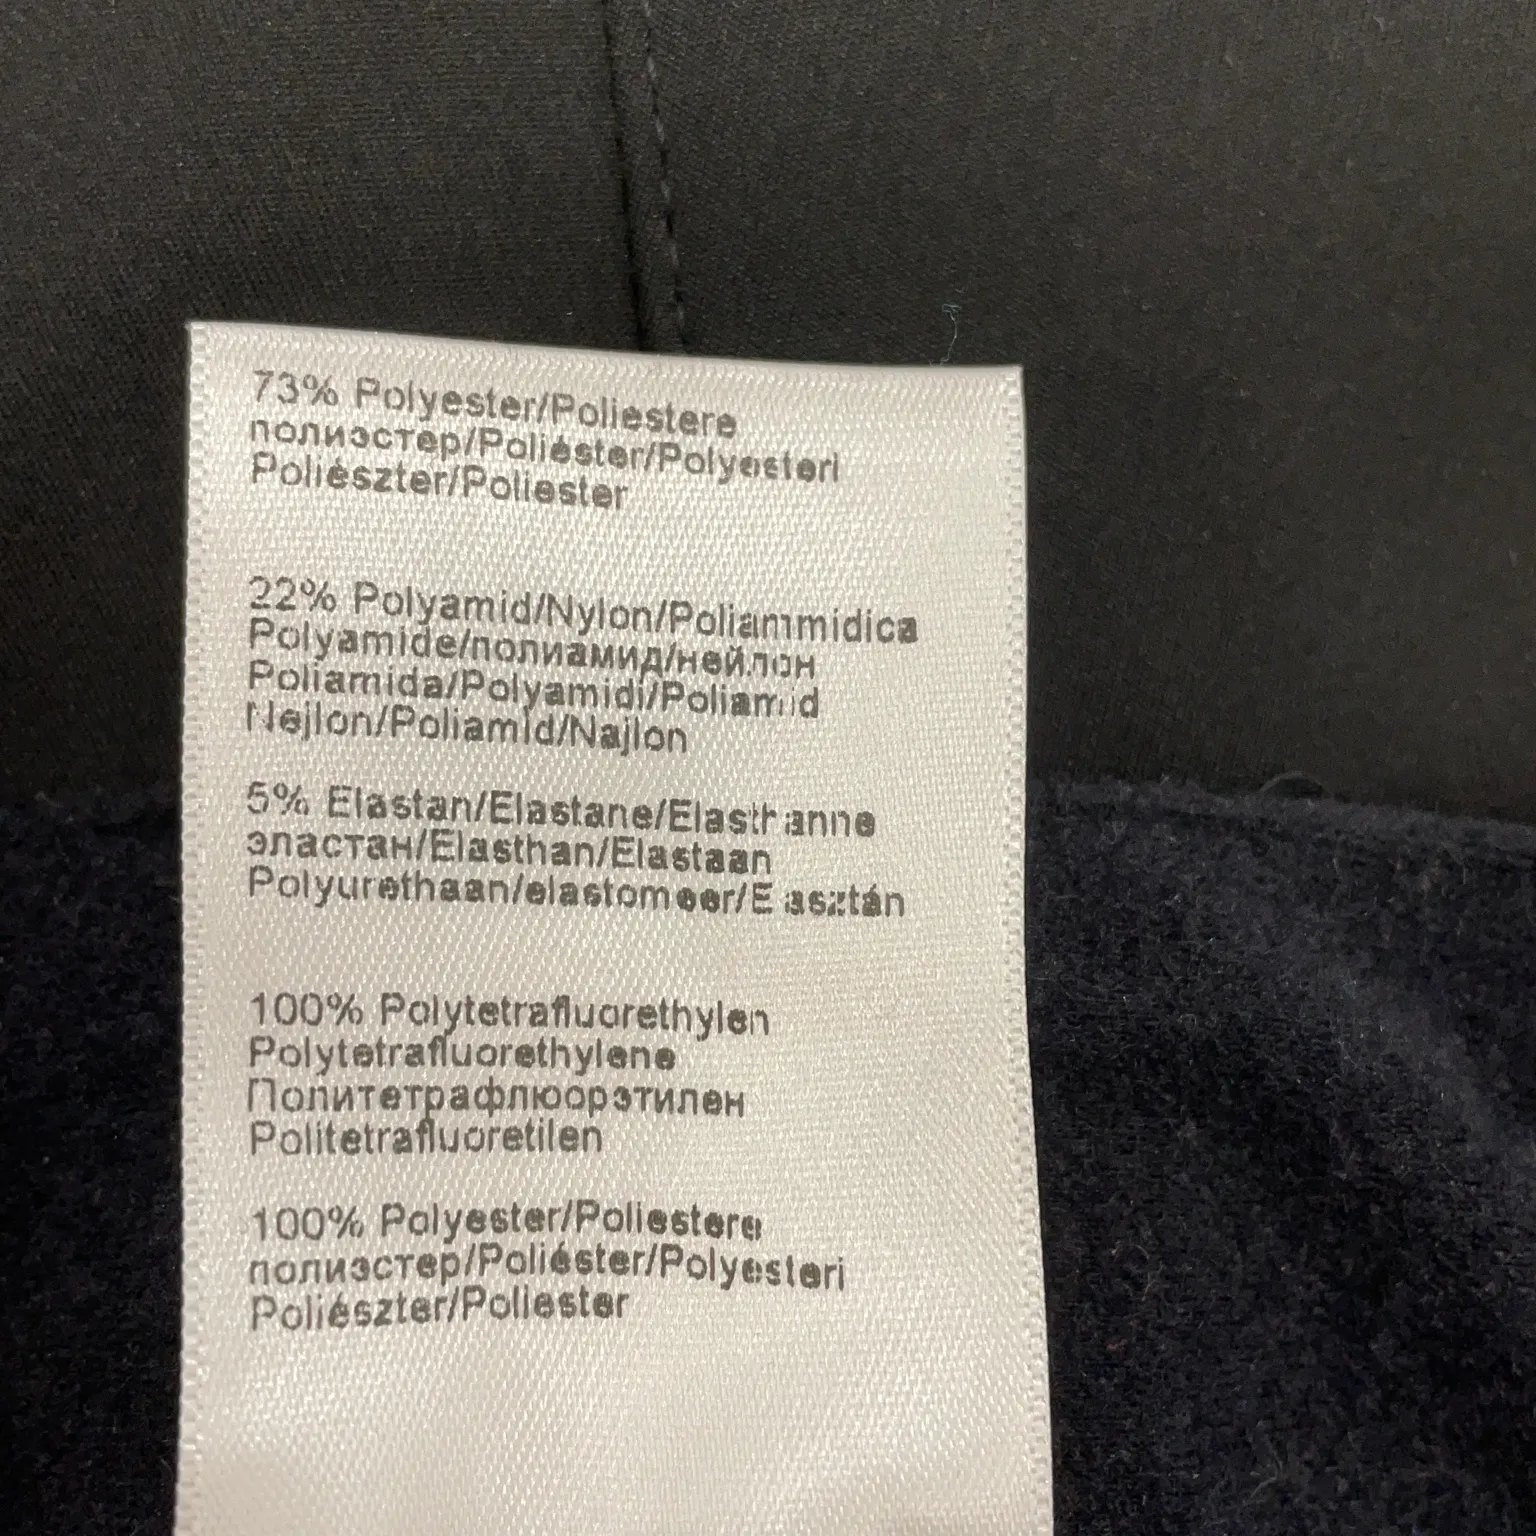 73% Polyester/Poliestere
полиэстер/Poliéster/Polyesteri
Poliészter/Poliester
22% Polyamid/Nylon/Poliammidica
Polyamide/полиамид/нейлон
Poliamida/Polyamidi/Poliamid
Nejlon/Poliamid/Najlon
5% Elastan/Elastane/Elasthanne
эластан/Elasthan/Elastaan
Polyurethaan/elastomeer/Elasztán
100% Polytetrafluorethylen
Polytetrafluorethylene
Политетрафлюорэтилен
Politetrafluoretilen
100% Polyester/Poliestere
полиэстер/Poliéster/Polyesteri
Poliészter/Poliester